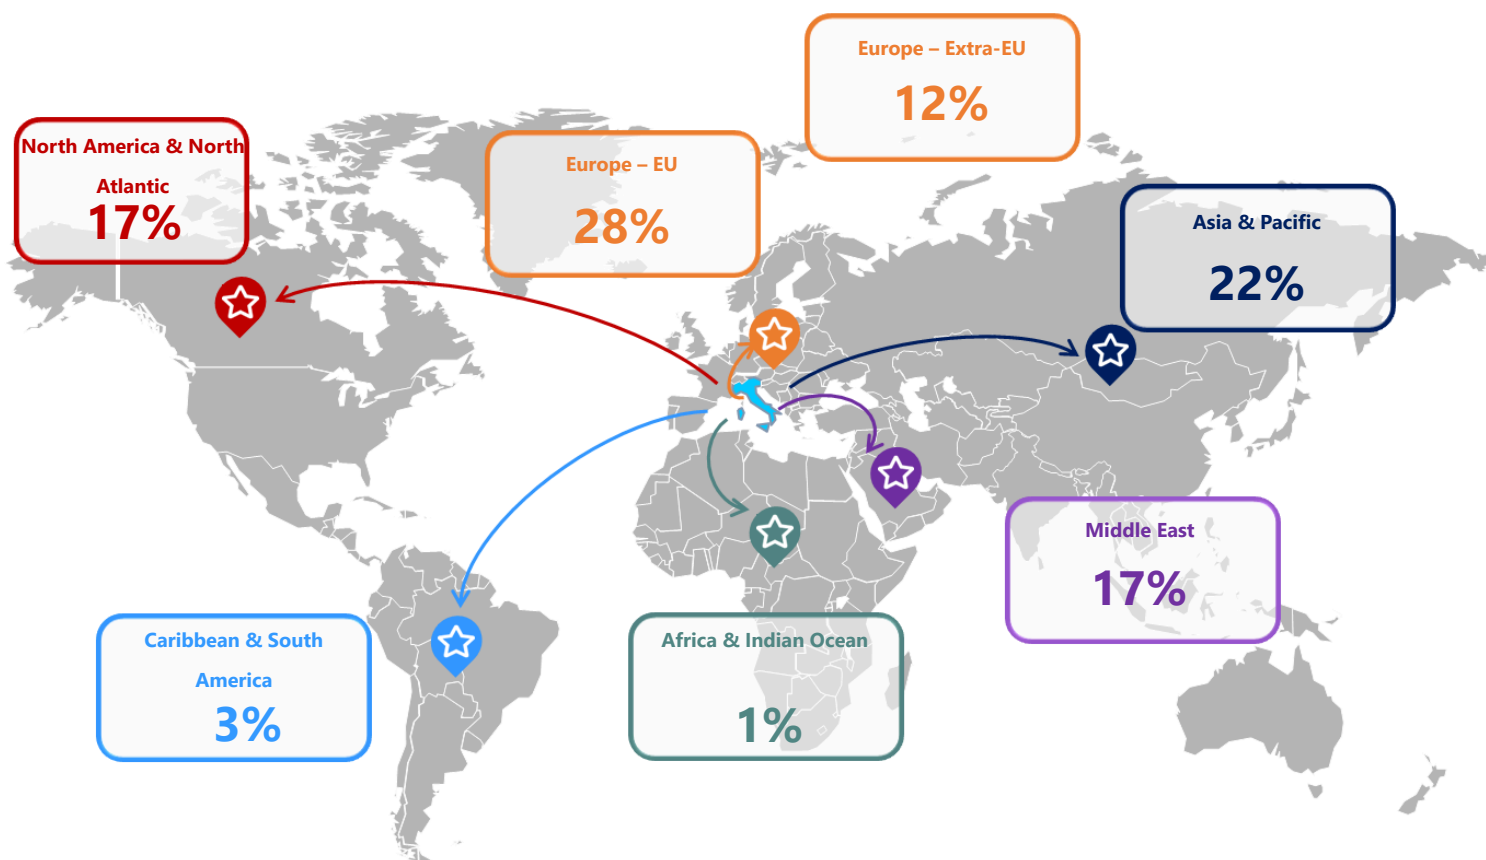 Europe – Extra-EU
12%
North America & North
Atlantic
17%
Europe – EU
28%
Asia & Pacific
22%
Middle East
17%
Caribbean & South
America
3%
Africa & Indian Ocean
1%